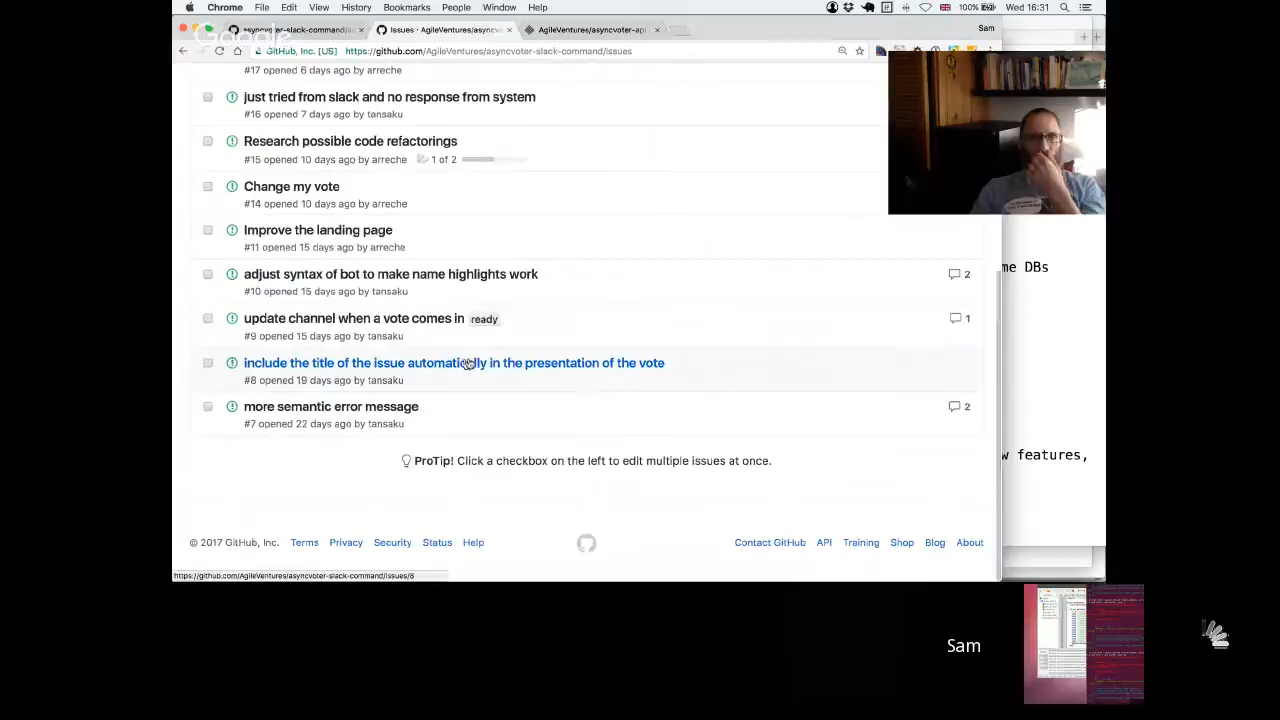 Chrome File Edit View History Bookmarks People Window Help 100% Wed 16:31
Google
asyncvoter-slack-command/as Issues · AgileVentures/asyncvo AgileVentures/asyncvoter-api Sam
GitHub, Inc. [US] https://github.com/AgileVentures/asyncvoter-slack-command/issues
#17 opened 6 days ago by arreche
just tried from slack and no response from system
#16 opened 7 days ago by tansaku
Research possible code refactorings
#15 opened 10 days ago by arreche 1 of 2
Change my vote
#14 opened 10 days ago by arreche
Improve the landing page
#11 opened 15 days ago by arreche
me DBs
adjust syntax of bot to make name highlights work 2
#10 opened 15 days ago by tansaku
update channel when a vote comes in ready 1
#9 opened 15 days ago by tansaku
include the title of the issue automatically in the presentation of the vote
#8 opened 19 days ago by tansaku
more semantic error message 2
#7 opened 22 days ago by tansaku
w features,
ProTip! Click a checkbox on the left to edit multiple issues at once.
© 2017 GitHub, Inc. Terms Privacy Security Status Help Contact GitHub API Training Shop Blog About
https://github.com/AgileVentures/asyncvoter-slack-command/issues/8
Sam